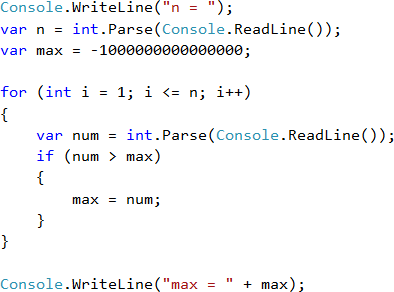 Console.WriteLine("n = ");
var n = int.Parse(Console.ReadLine());
var max = -1000000000000000;

for (int i = 1; i <= n; i++)
{
    var num = int.Parse(Console.ReadLine());
    if (num > max)
    {
        max = num;
    }
}

Console.WriteLine("max = " + max);